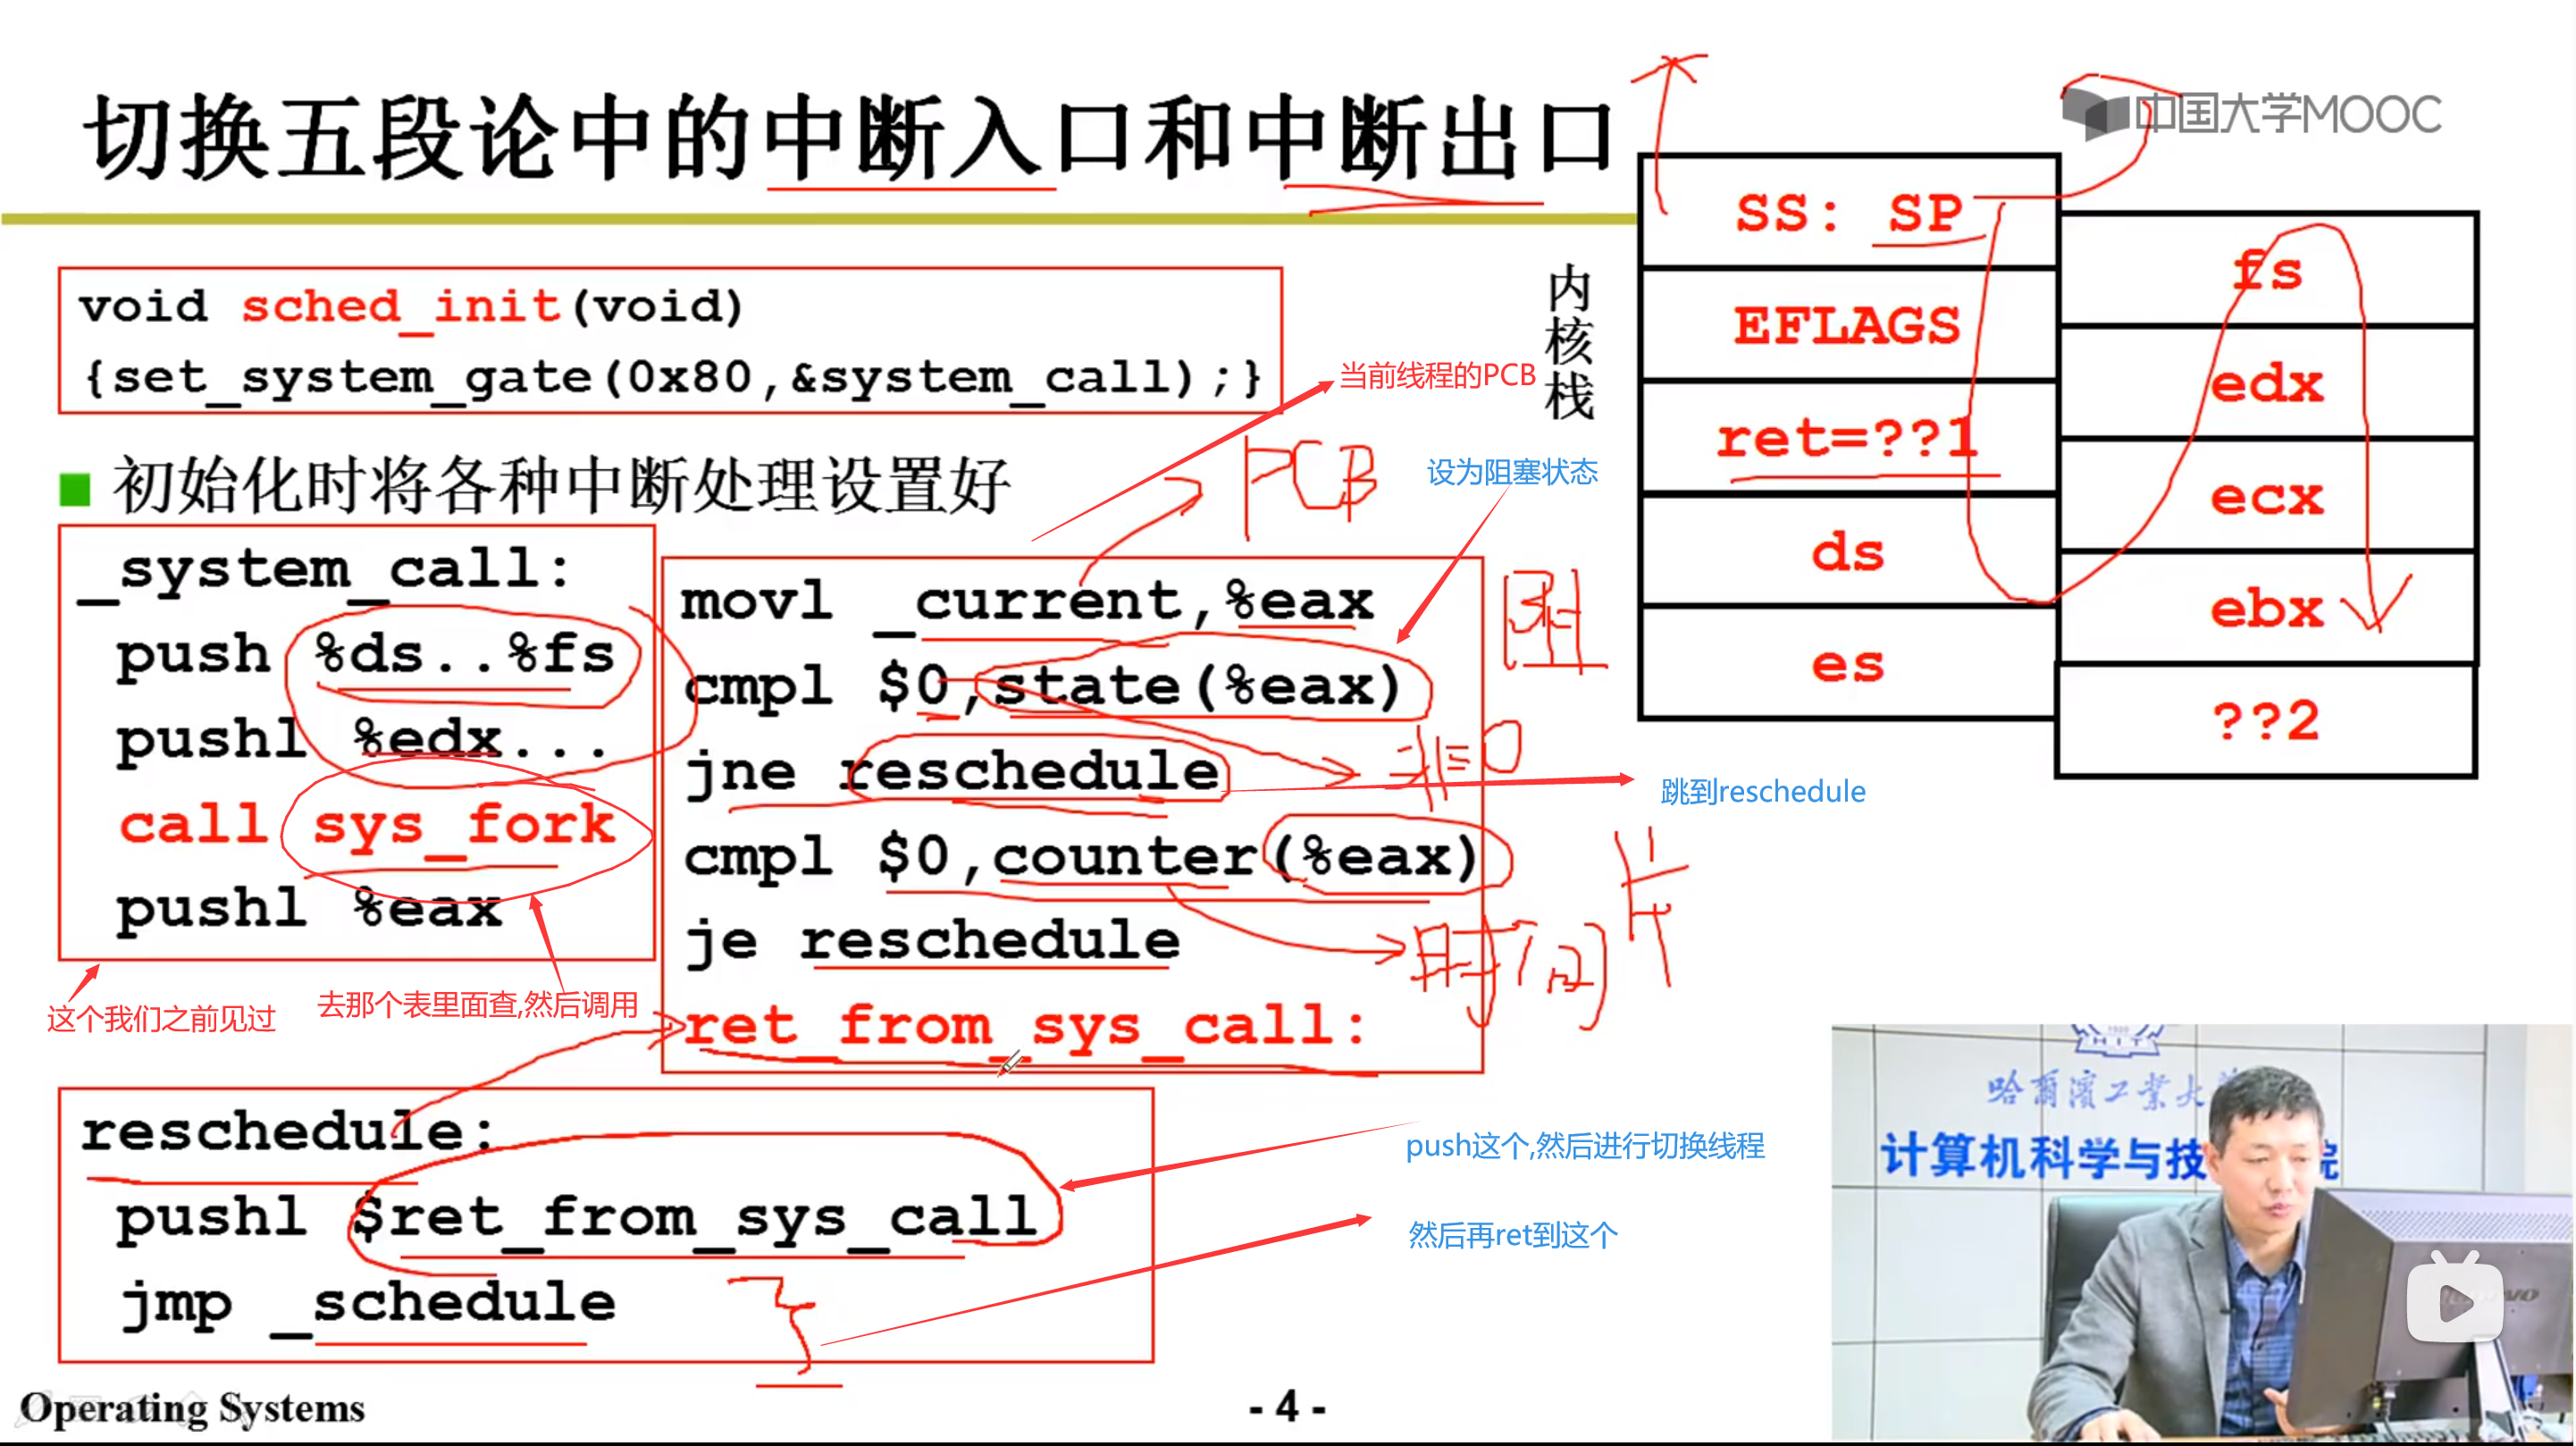 切换五段论中的中断入口和中断出口
中国大学MOOC
void sched_init(void)
{set_system_gate(0x80,&system_call);}
当前线程的PCB
内核栈
SS: SP
EFLAGS
ret=??1
ds
es
fs
edx
ecx
ebx
??2
初始化时将各种中断处理设置好
PCB
设为阻塞状态
_system_call:
push %ds..%fs
pushl %edx...
call sys_fork
pushl %eax
movl _current,%eax
cmpl $0,state(%eax)
jne reschedule
cmpl $0,counter(%eax)
je reschedule
ret_from_sys_call:
阻
非0
时间片
跳到reschedule
这个我们之前见过
去那个表里面查,然后调用
reschedule:
pushl $ret_from_sys_call
jmp _schedule
}
push这个,然后进行切换线程
然后再ret到这个
哈尔滨工业大
计算机科学与技 院
Operating Systems
- 4 -